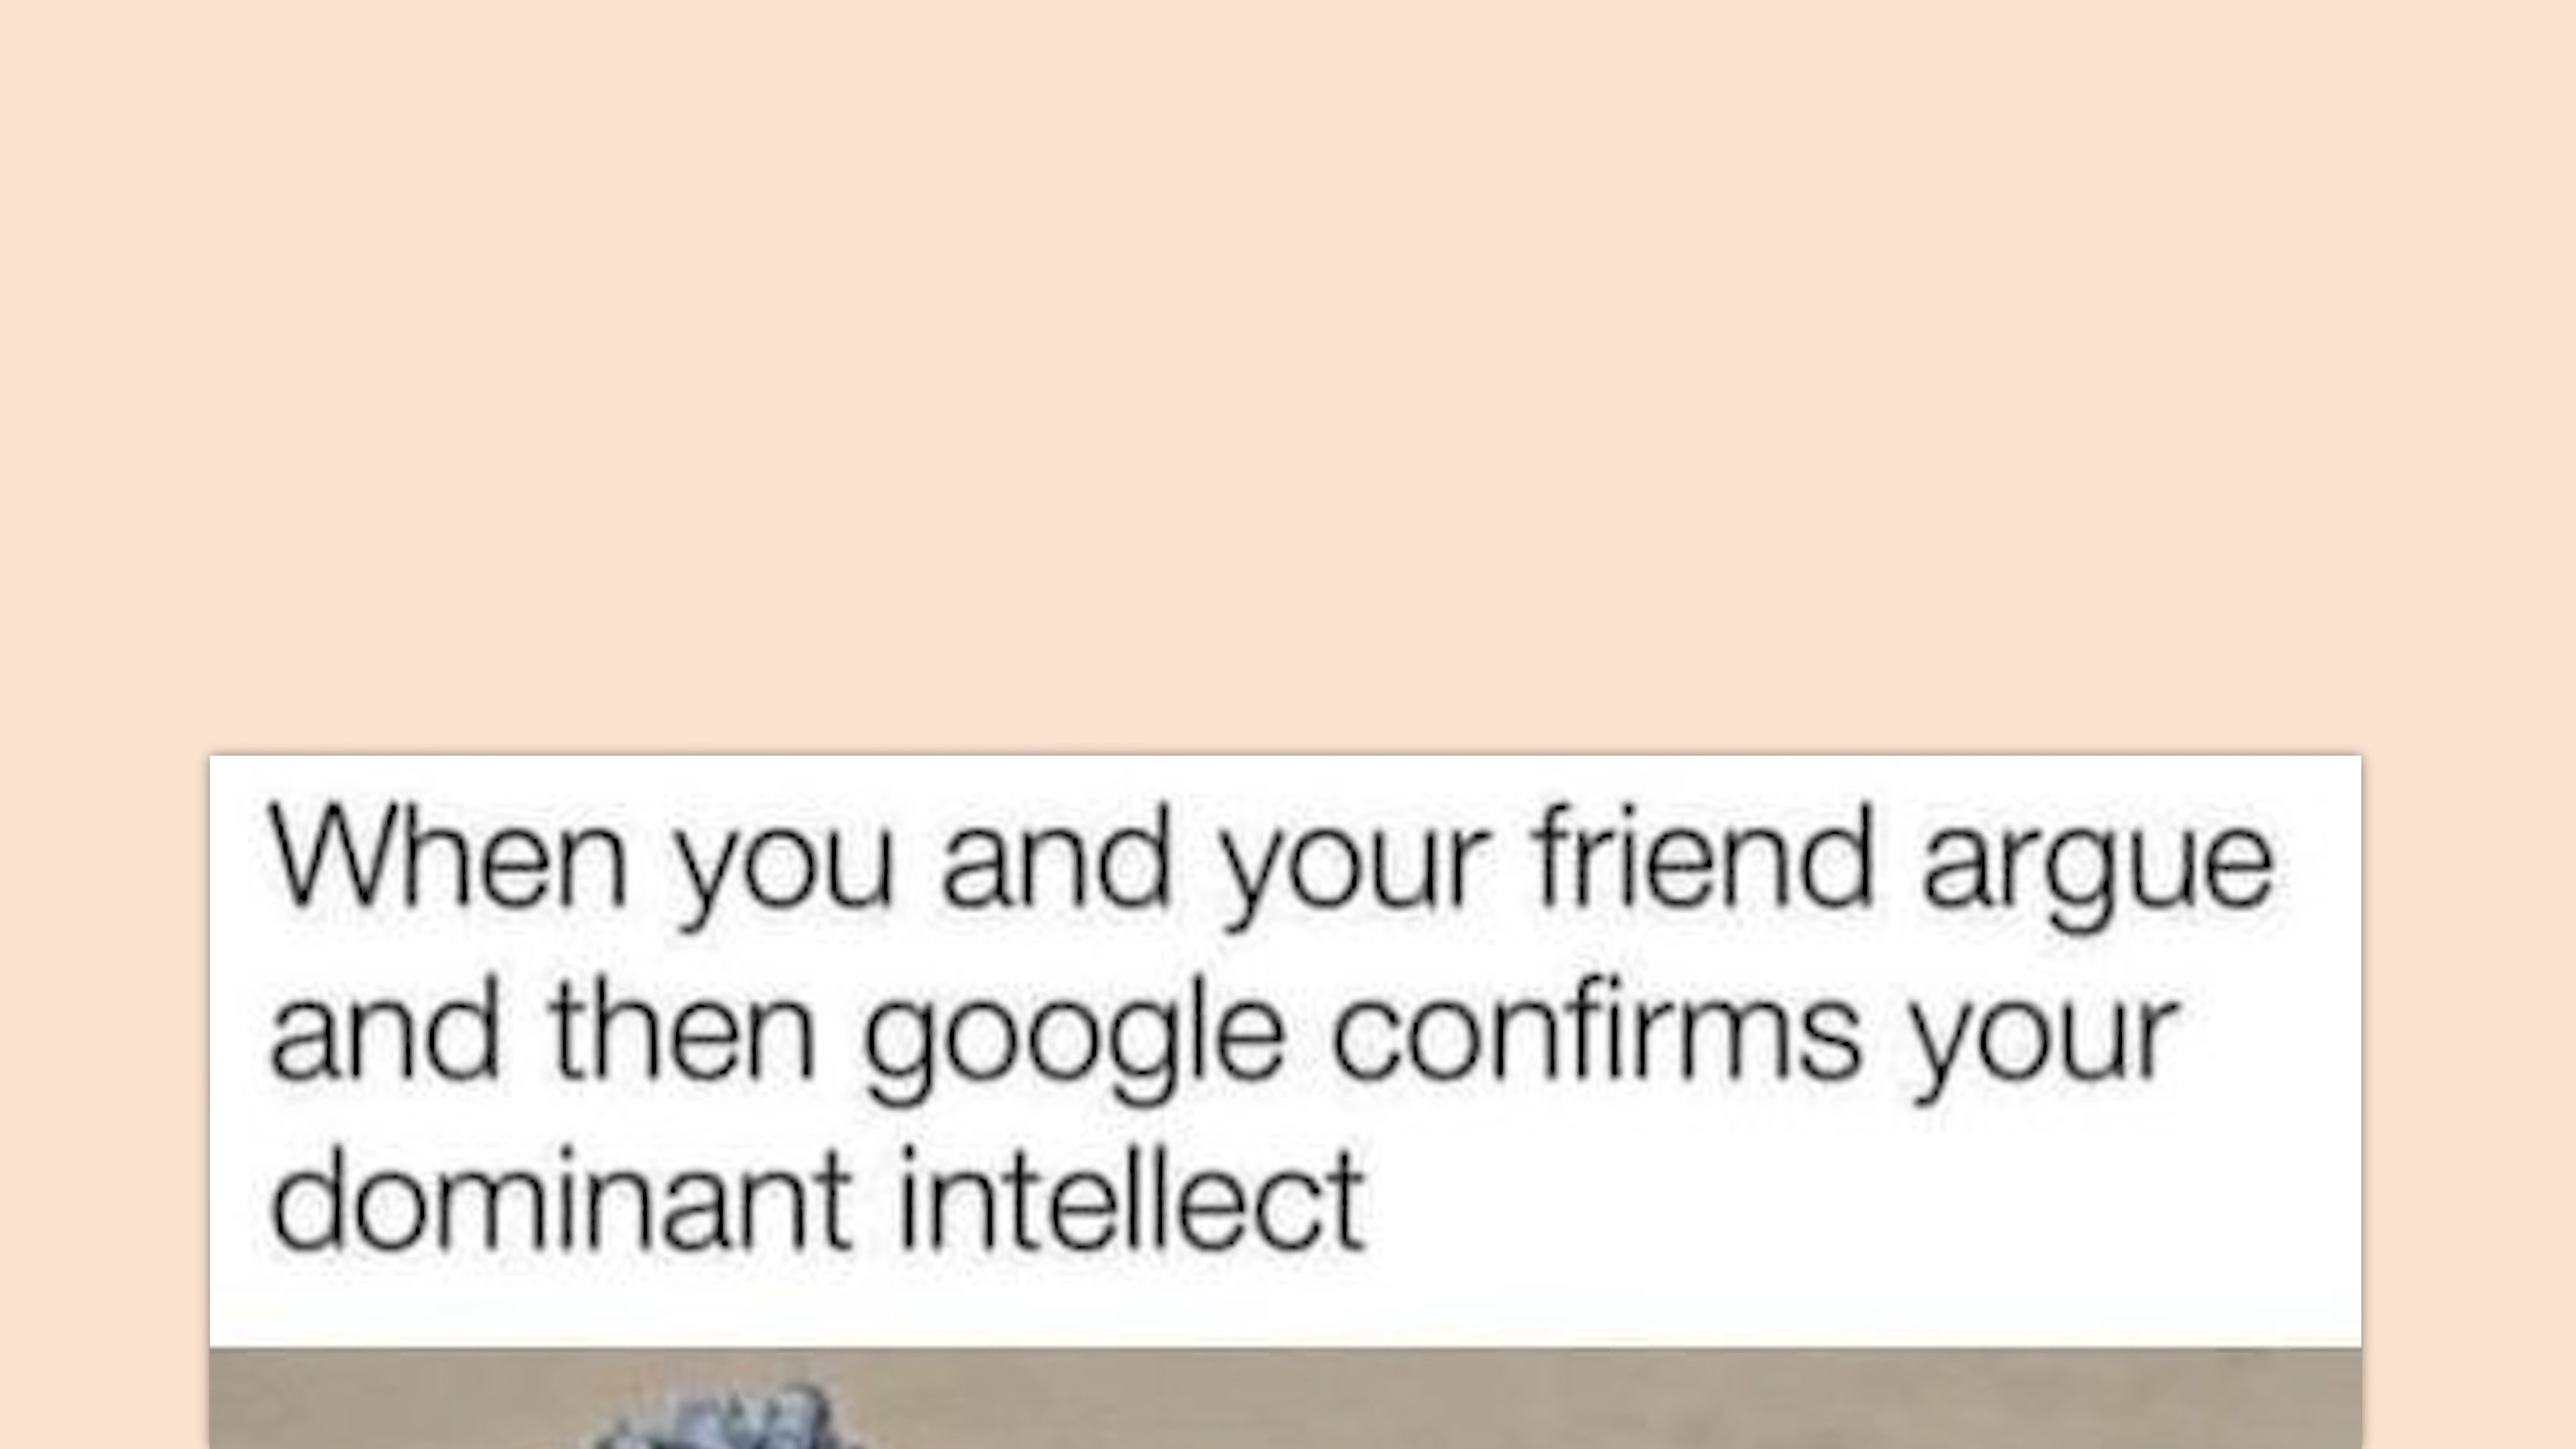 When you and your friend argue
and then google confirms your
dominant intellect